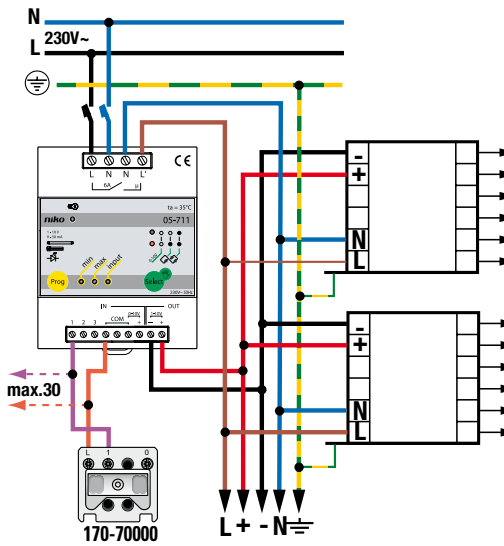 N
L 230V~
L N N L'
6A µ
CE
ta = 35°C
niko 05-711
min
max
input
Prog
Select
230V~ 50Hz
IN OUT
1 2 3 COM
- + - +
max.30
L 1 0
170-70000
-
+
N
L
-
+
N
L
L + - N